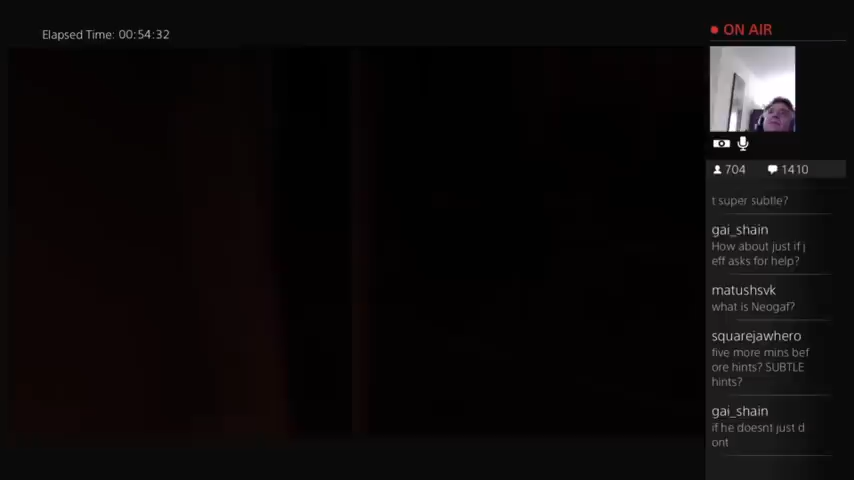 Elapsed Time: 00:54:32
ON AIR
704
1410
t super subtle?
gai_shain
How about just if j
eff asks for help?
matushsvk
what is Neogaf?
squarejawhero
five more mins bef
ore hints? SUBTLE
hints?
gai_shain
if he doesnt just d
ont